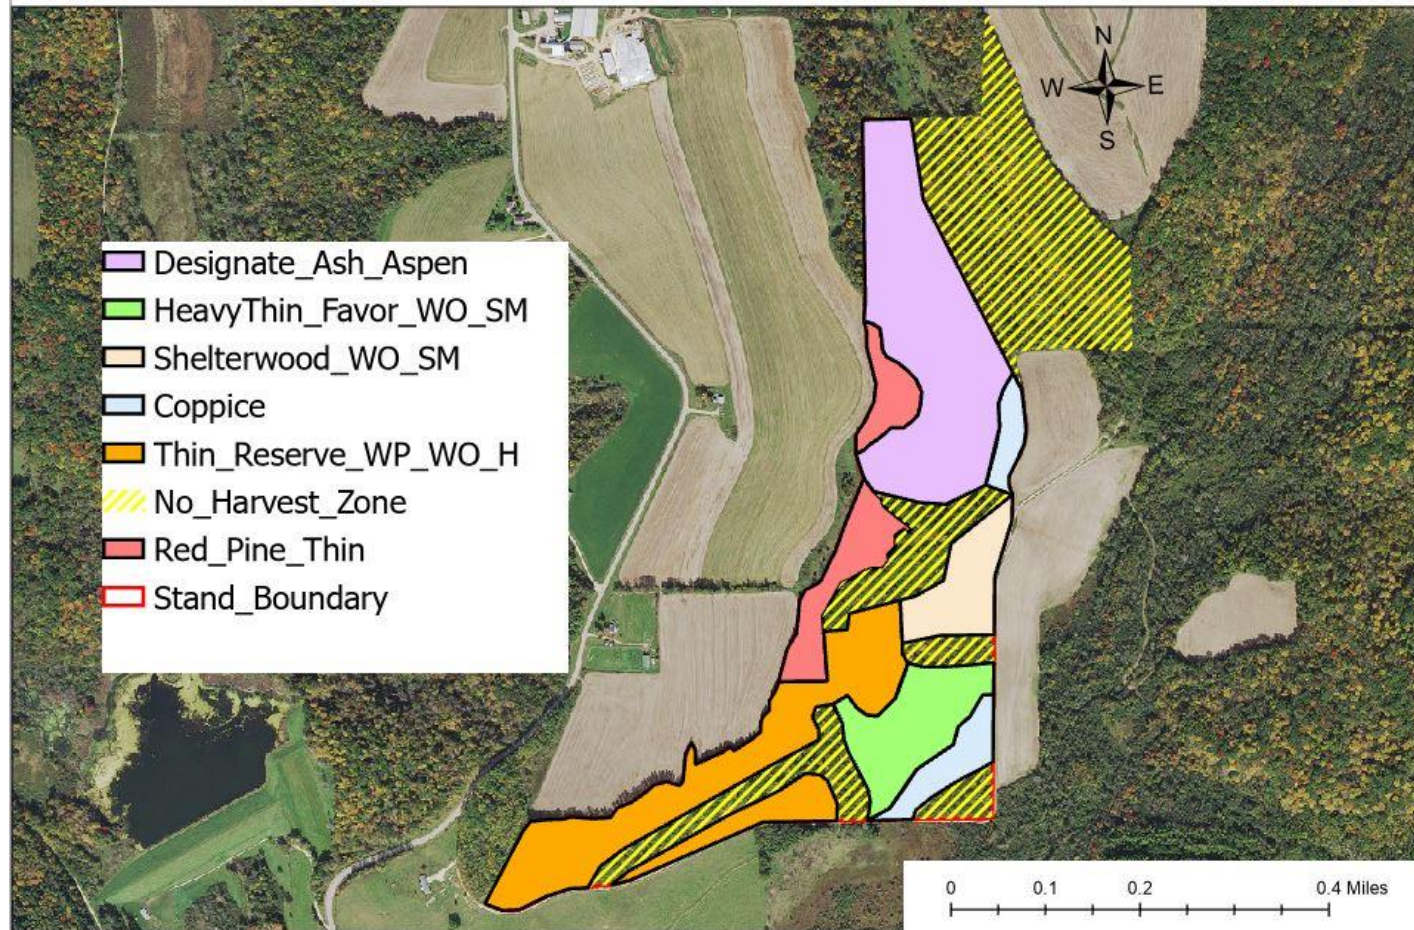 N
W E
S
Designate_Ash_Aspen
HeavyThin_Favor_WO_SM
Shelterwood_WO_SM
Coppice
Thin_Reserve_WP_WO_H
No_Harvest_Zone
Red_Pine_Thin
Stand_Boundary
0 0.1 0.2 0.4 Miles